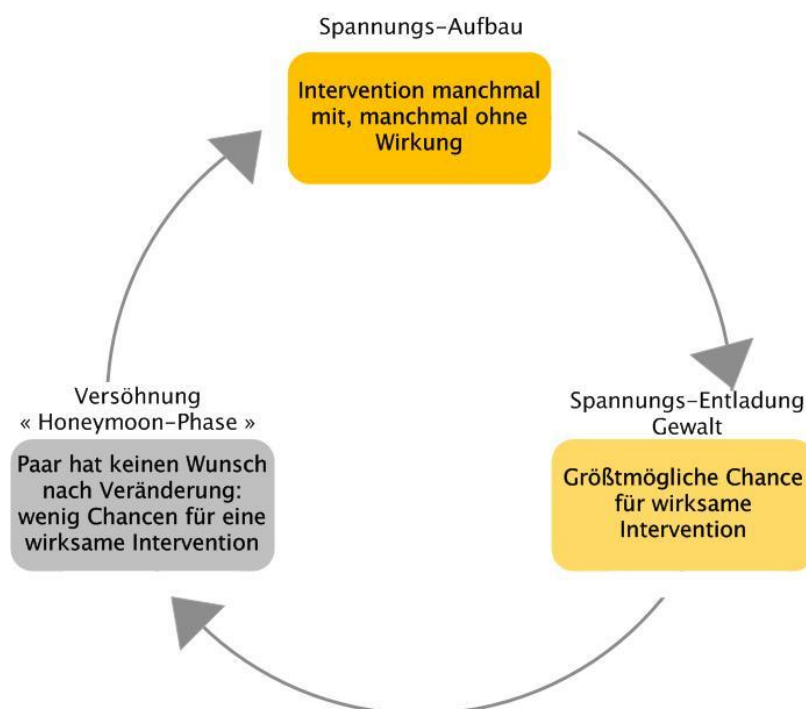 Spannungs-Aufbau
Intervention manchmal
mit, manchmal ohne
Wirkung
Versöhnung
« Honeymoon-Phase »
Paar hat keinen Wunsch
nach Veränderung:
wenig Chancen für eine
wirksame Intervention
Spannungs-Entladung
Gewalt
Größtmögliche Chance
für wirksame
Intervention